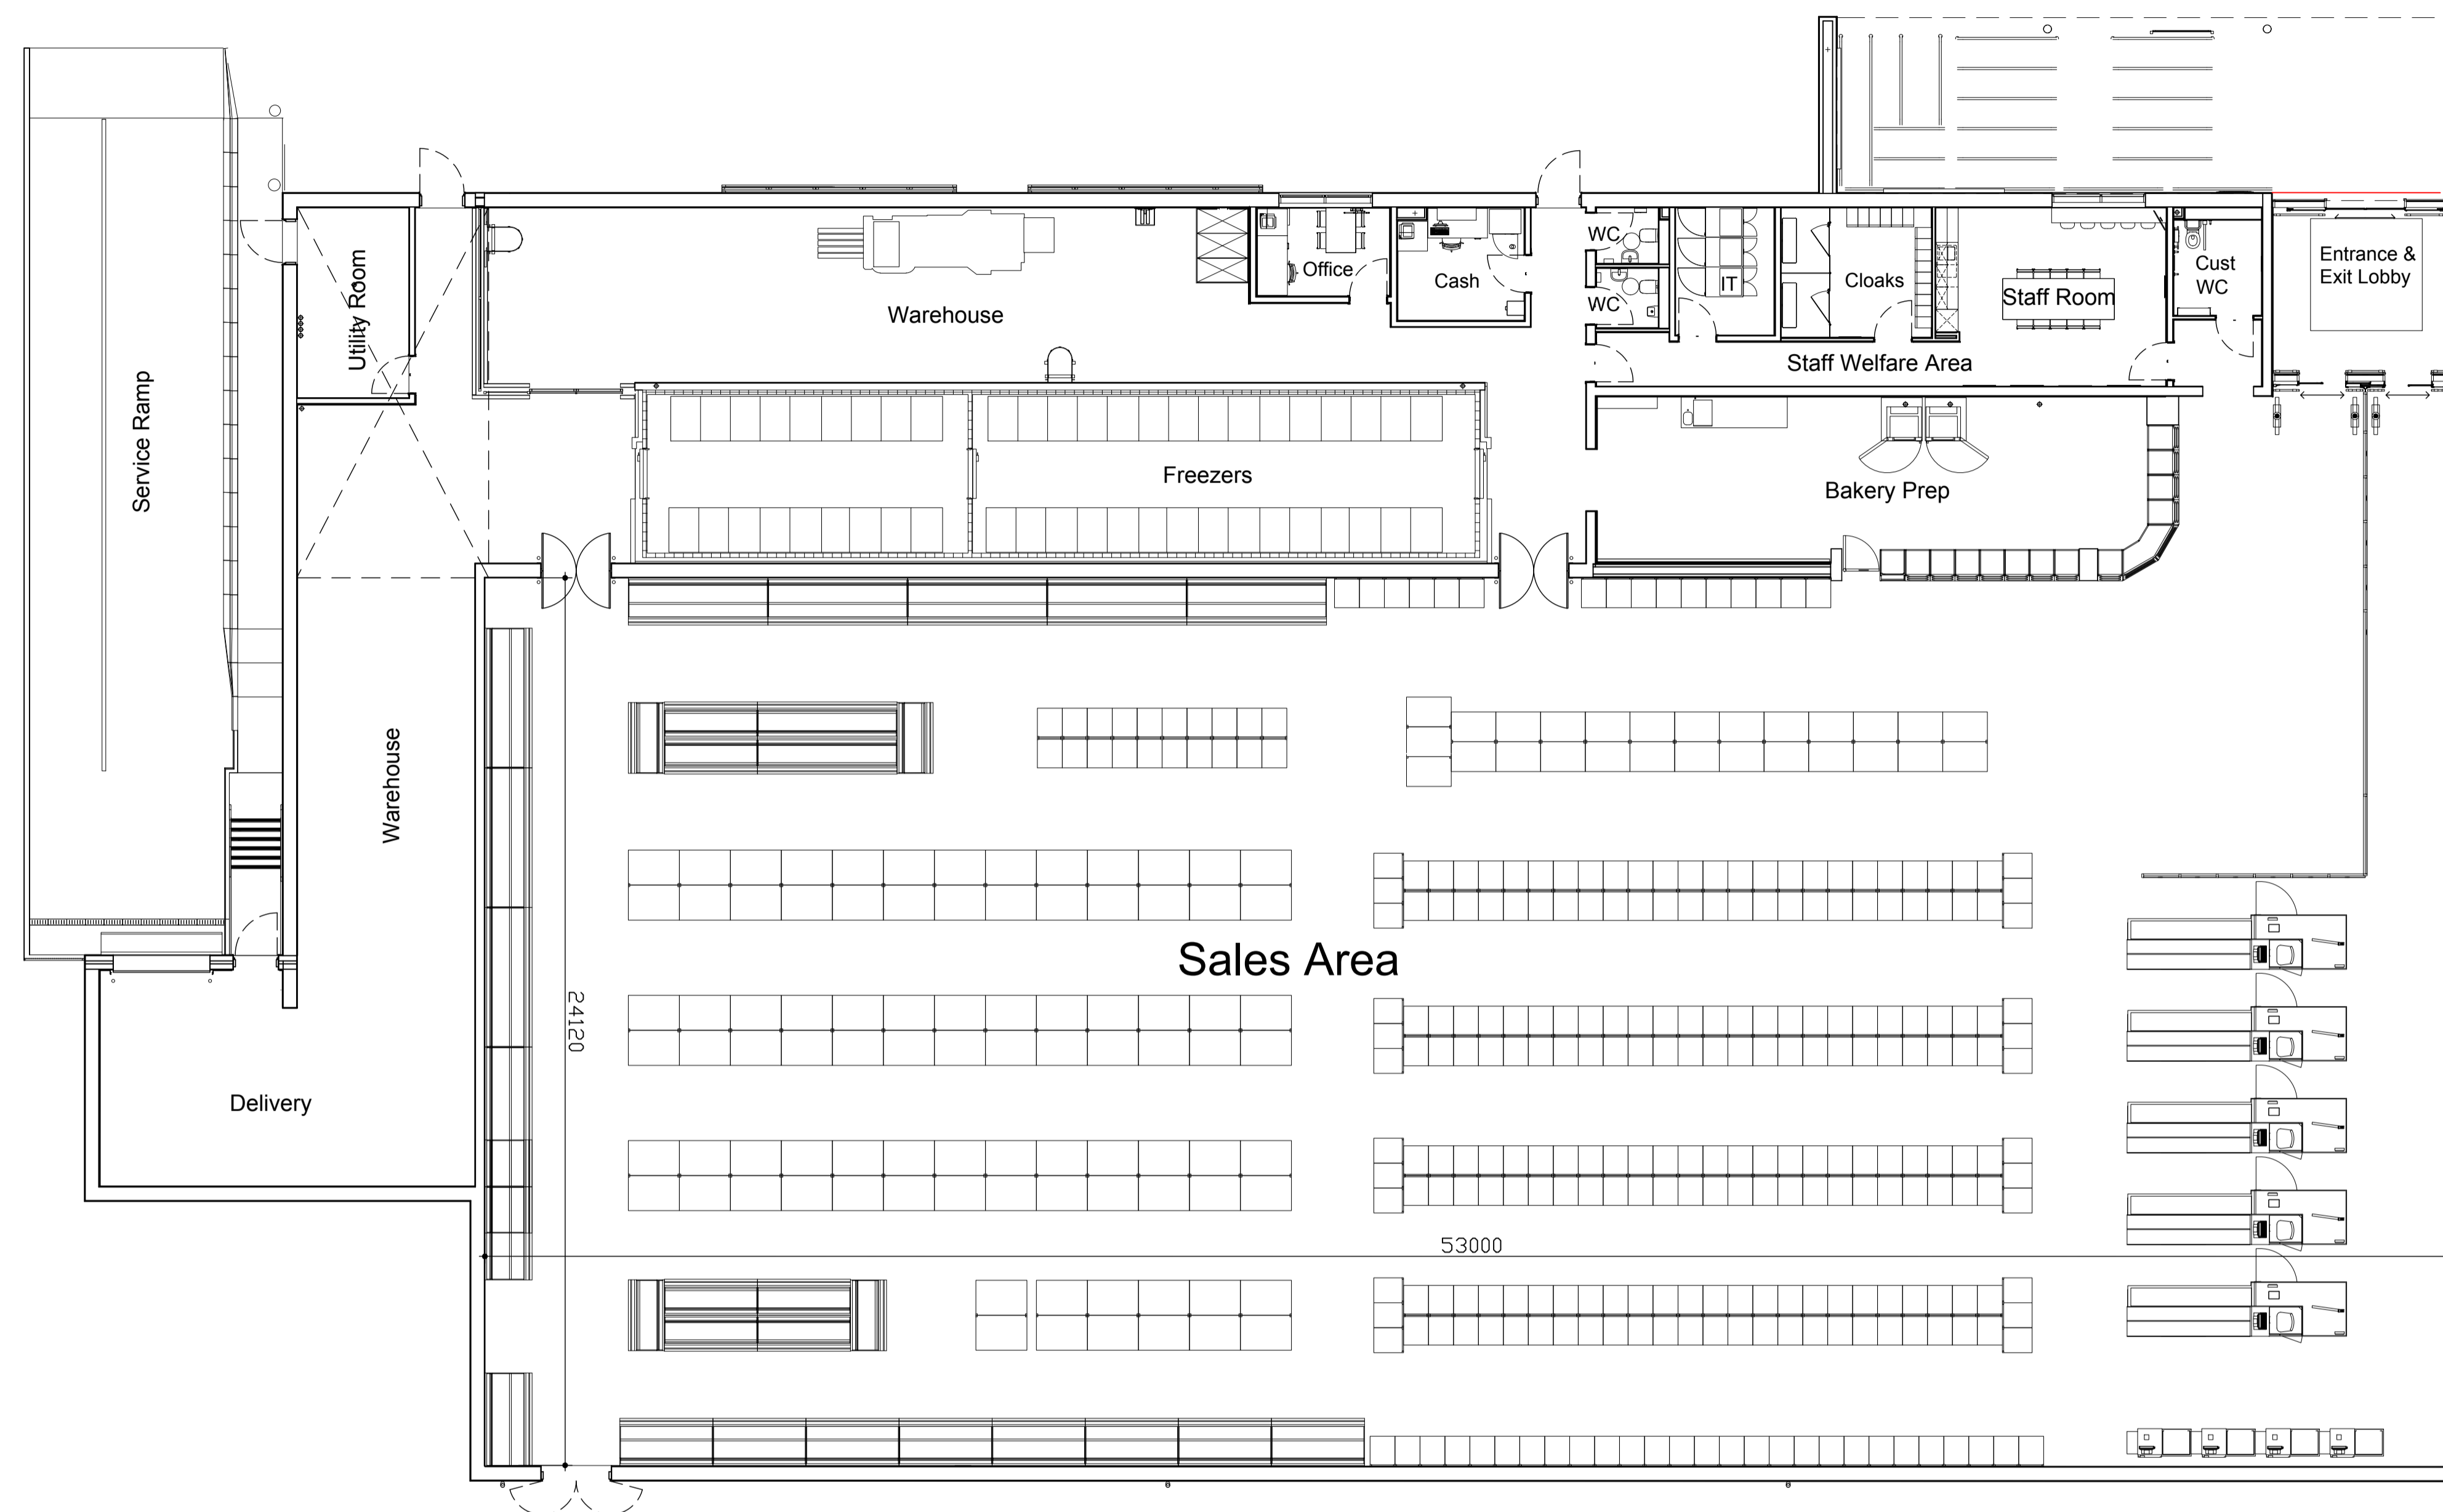 WC
Entrance &
Exit Lobby
Utility Room
Office
Cash
IT
Cloaks
Cust
WC
WC
Staff Room
Warehouse
Staff Welfare Area
Service Ramp
Freezers
Bakery Prep
Warehouse
Sales Area
24120
Delivery
53000